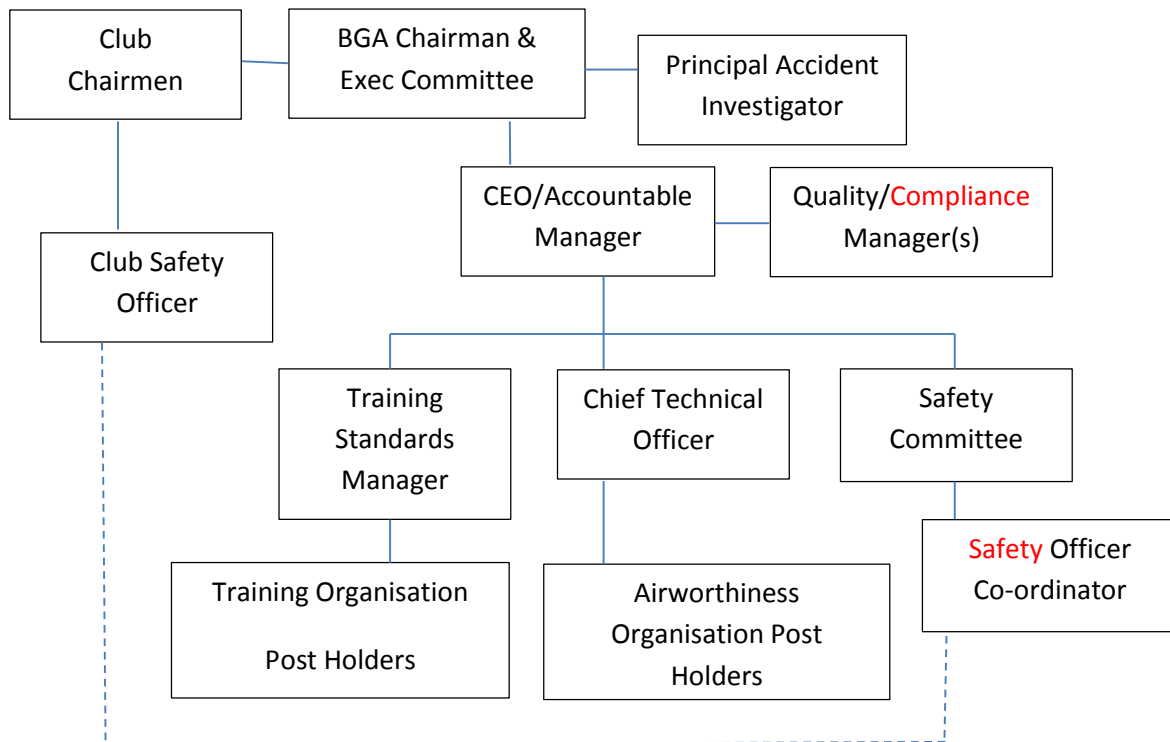 Club
Chairmen
BGA Chairman &
Exec Committee
Principal Accident
Investigator
CEO/Accountable
Manager
Quality/Compliance
Manager(s)
Club Safety
Officer
Training
Standards
Manager
Chief Technical
Officer
Safety
Committee
Safety Officer
Co-ordinator
Training Organisation
Post Holders
Airworthiness
Organisation Post
Holders